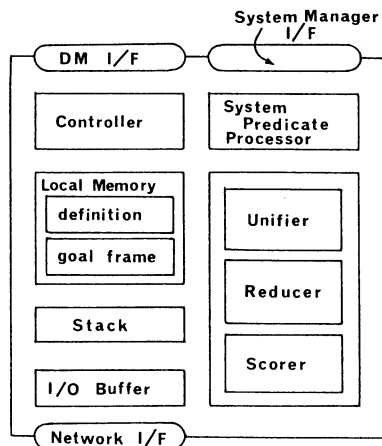 System Manager
I/F
DM I/F
Controller
System
Predicate
Processor
Local Memory
definition
goal frame
Unifier
Reducer
Scorer
Stack
I/O Buffer
Network I/F